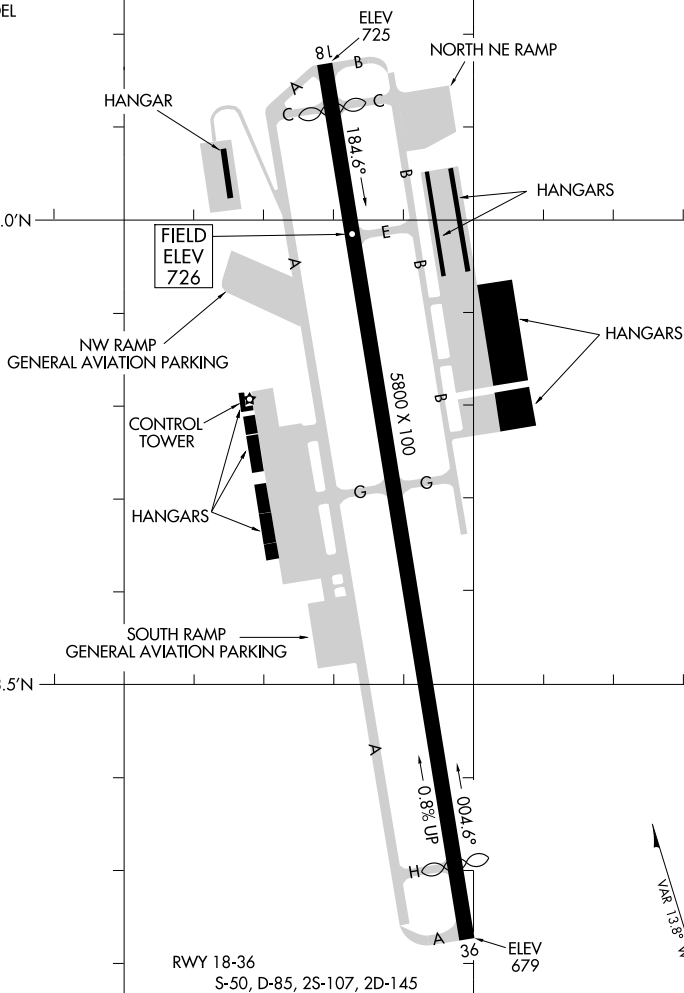 DEL
ELEV
725
18
B
NORTH NE RAMP
A
C
C
HANGAR
184.6°
B
HANGARS
.0'N
FIELD
ELEV
726
E
A
B
NW RAMP
GENERAL AVIATION PARKING
HANGARS
5800 X 100
B
CONTROL
TOWER
G
G
HANGARS
SOUTH RAMP
GENERAL AVIATION PARKING
.5'N
A
0.8% UP
004.6°
H
VAR 13.8° W
A
36
ELEV
679
RWY 18-36
S-50, D-85, 2S-107, 2D-145